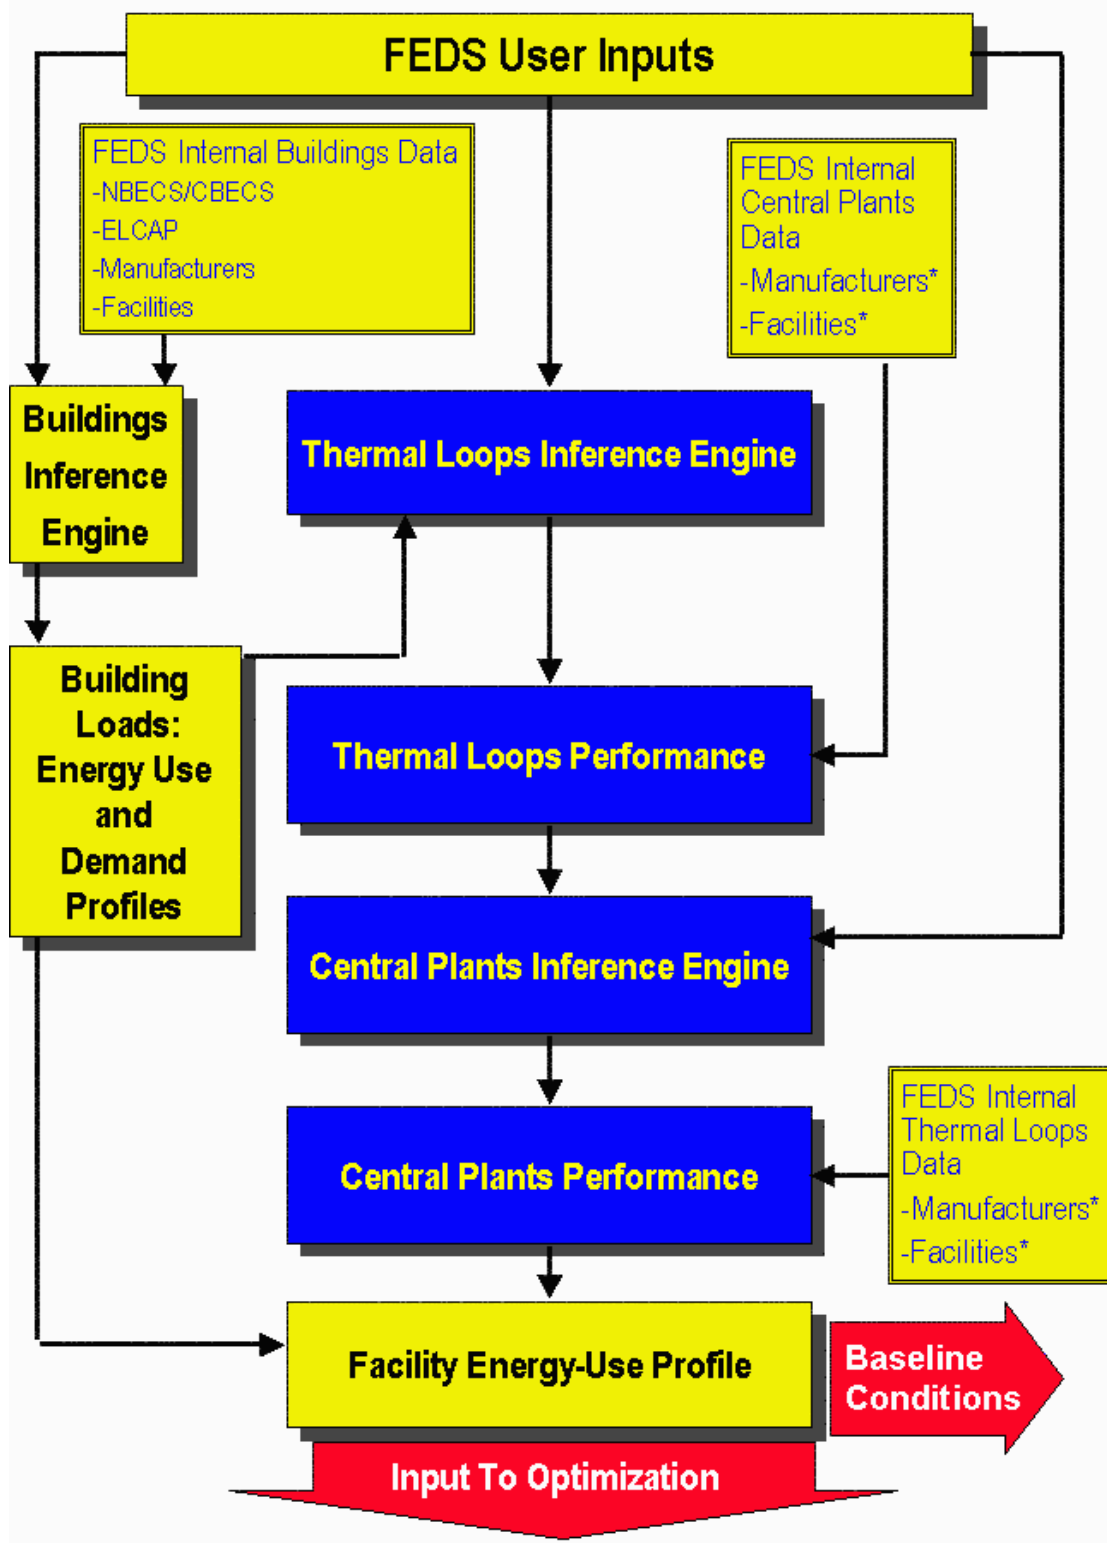 FEDS User Inputs
FEDS Internal Buildings Data
-NBECS/CBECS
-ELCAP
-Manufacturers
-Facilities
FEDS Internal
Central Plants
Data
-Manufacturers*
-Facilities*
Buildings
Inference
Engine
Thermal Loops Inference Engine
Building
Loads:
Energy Use
and
Demand
Profiles
Thermal Loops Performance
Central Plants Inference Engine
FEDS Internal
Thermal Loops
Data
-Manufacturers*
-Facilities*
Central Plants Performance
Facility Energy-Use Profile
Baseline
Conditions
Input To Optimization